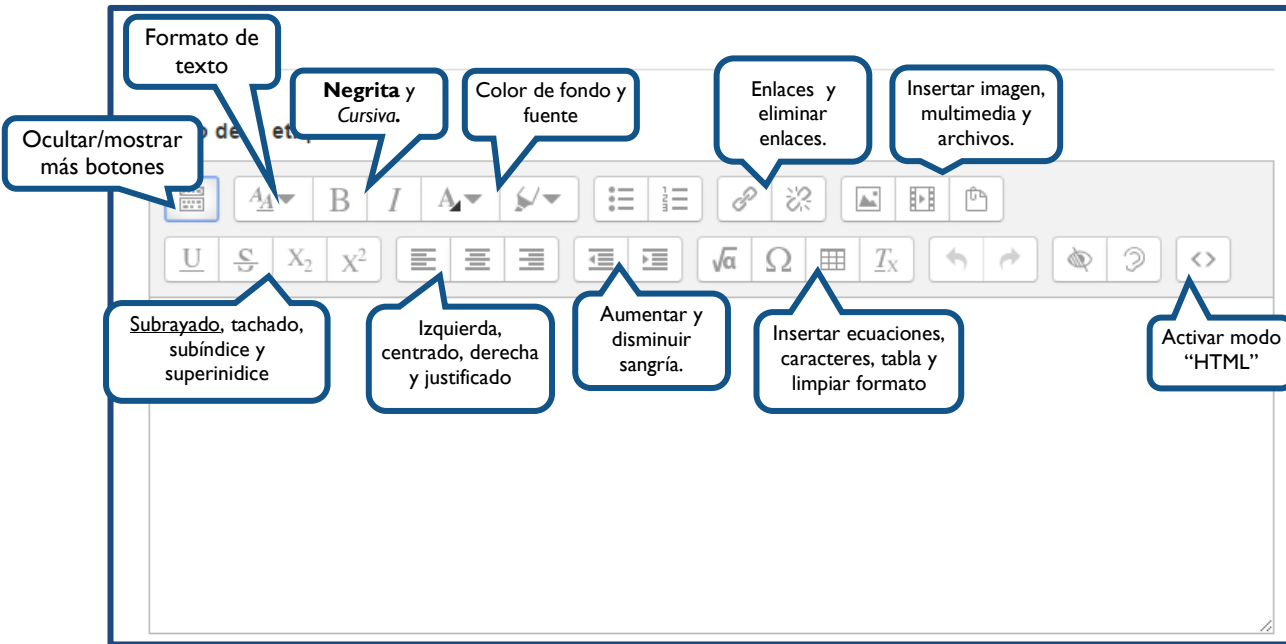 Formato de
texto
Negrita y
Cursiva.
Color de fondo y
fuente
Enlaces y
eliminar
enlaces.
Insertar imagen,
multimedia y
archivos.
Ocultar/mostrar
más botones
de
Subrayado, tachado,
subíndice y
superinidice
Izquierda,
centrado, derecha
y justificado
Aumentar y
disminuir
sangría.
Insertar ecuaciones,
caracteres, tabla y
limpiar formato
Activar modo
“HTML”